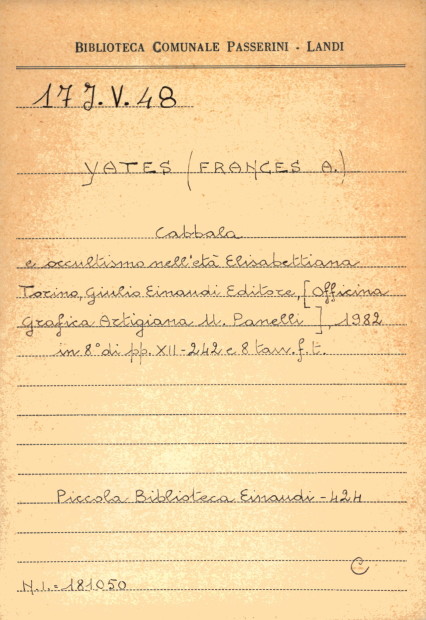 BIBLIOTECA COMUNALE PASSERINI - LANDI
17 J. V. 48
YATES (FRANCES A.)
Cabbala
e occultismo nell'età Elisabettiana
Torino, Giulio Einaudi Editore, [Officina
Grafica Artigiana U. Panelli ], 1982
in 8° di pp. XII-242 e 8 tav. f. t.
Piccola Biblioteca Einaudi - 424
C
N.I. = 181050